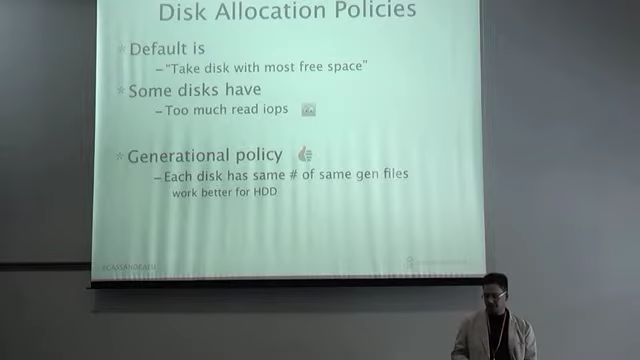 Disk Allocation Policies
* Default is
– "Take disk with most free space"
* Some disks have
– Too much read iops
* Generational policy
– Each disk has same # of same gen files
work better for HDD
#CASSANDRAEU